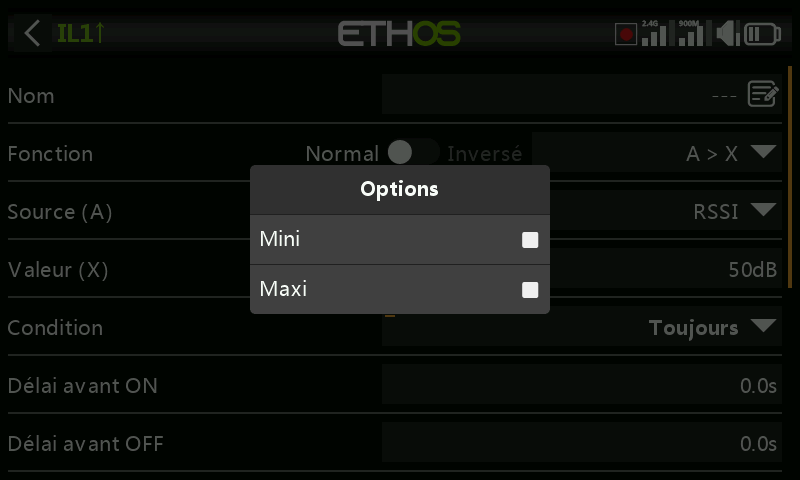 IL1↑ ETHOS 2.4G 900M
Nom ---
Fonction Normal Inversé A > X
Options
Source (A) RSSI
Mini
Valeur (X) 50dB
Maxi
Condition Toujours
Délai avant ON 0.0s
Délai avant OFF 0.0s